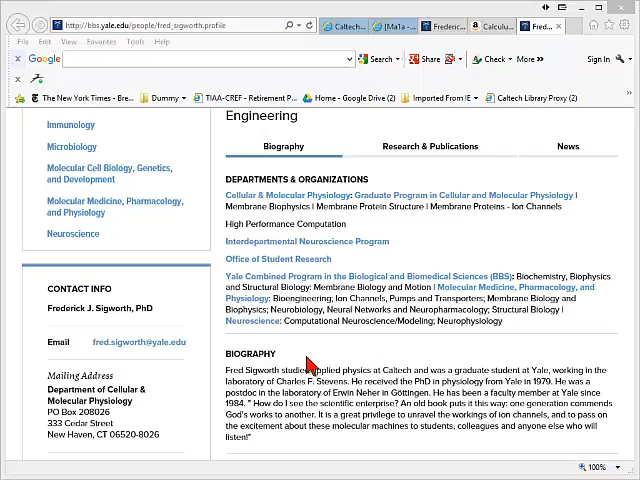 http://bbs.yale.edu/people/fred_sigworth.profile
Caltech...
[Ma1a -...
Frederic...
Calculu...
Fred...
File Edit View Favorites Tools Help
x Google Search Share Check More » Sign In
x
The New York Times - Bre... Dummy TIAA-CREF - Retirement P... Home - Google Drive (2) Imported From IE Caltech Library Proxy (2)
Immunology
Microbiology
Molecular Cell Biology, Genetics,
and Development
Molecular Medicine, Pharmacology,
and Physiology
Neuroscience
CONTACT INFO
Frederick J. Sigworth, PhD
Email fred.sigworth@yale.edu
Mailing Address
Department of Cellular &
Molecular Physiology
PO Box 208026
333 Cedar Street
New Haven, CT 06520-8026
Engineering
Biography Research & Publications News
DEPARTMENTS & ORGANIZATIONS
Cellular & Molecular Physiology: Graduate Program in Cellular and Molecular Physiology |
Membrane Biophysics | Membrane Protein Structure | Membrane Proteins - Ion Channels
High Performance Computation
Interdepartmental Neuroscience Program
Office of Student Research
Yale Combined Program in the Biological and Biomedical Sciences (BBS): Biochemistry, Biophysics
and Structural Biology: Membrane Biology and Motion | Molecular Medicine, Pharmacology, and
Physiology: Bioengineering; Ion Channels, Pumps and Transporters; Membrane Biology and
Biophysics; Neurobiology, Neural Networks and Neuropharmacology; Structural Biology |
Neuroscience: Computational Neuroscience/Modeling; Neurophysiology
BIOGRAPHY
Fred Sigworth studied applied physics at Caltech and was a graduate student at Yale, working in the
laboratory of Charles F. Stevens. He received the PhD in physiology from Yale in 1979. He was a
postdoc in the laboratory of Erwin Neher in Göttingen. He has been a faculty member at Yale since
1984. " How do I see the scientific enterprise? An old book puts it this way: one generation commends
God's works to another. It is a great privilege to unravel the workings of ion channels, and to pass on
the excitement about these molecular machines to students, colleagues and anyone else who will
listen!"
100%